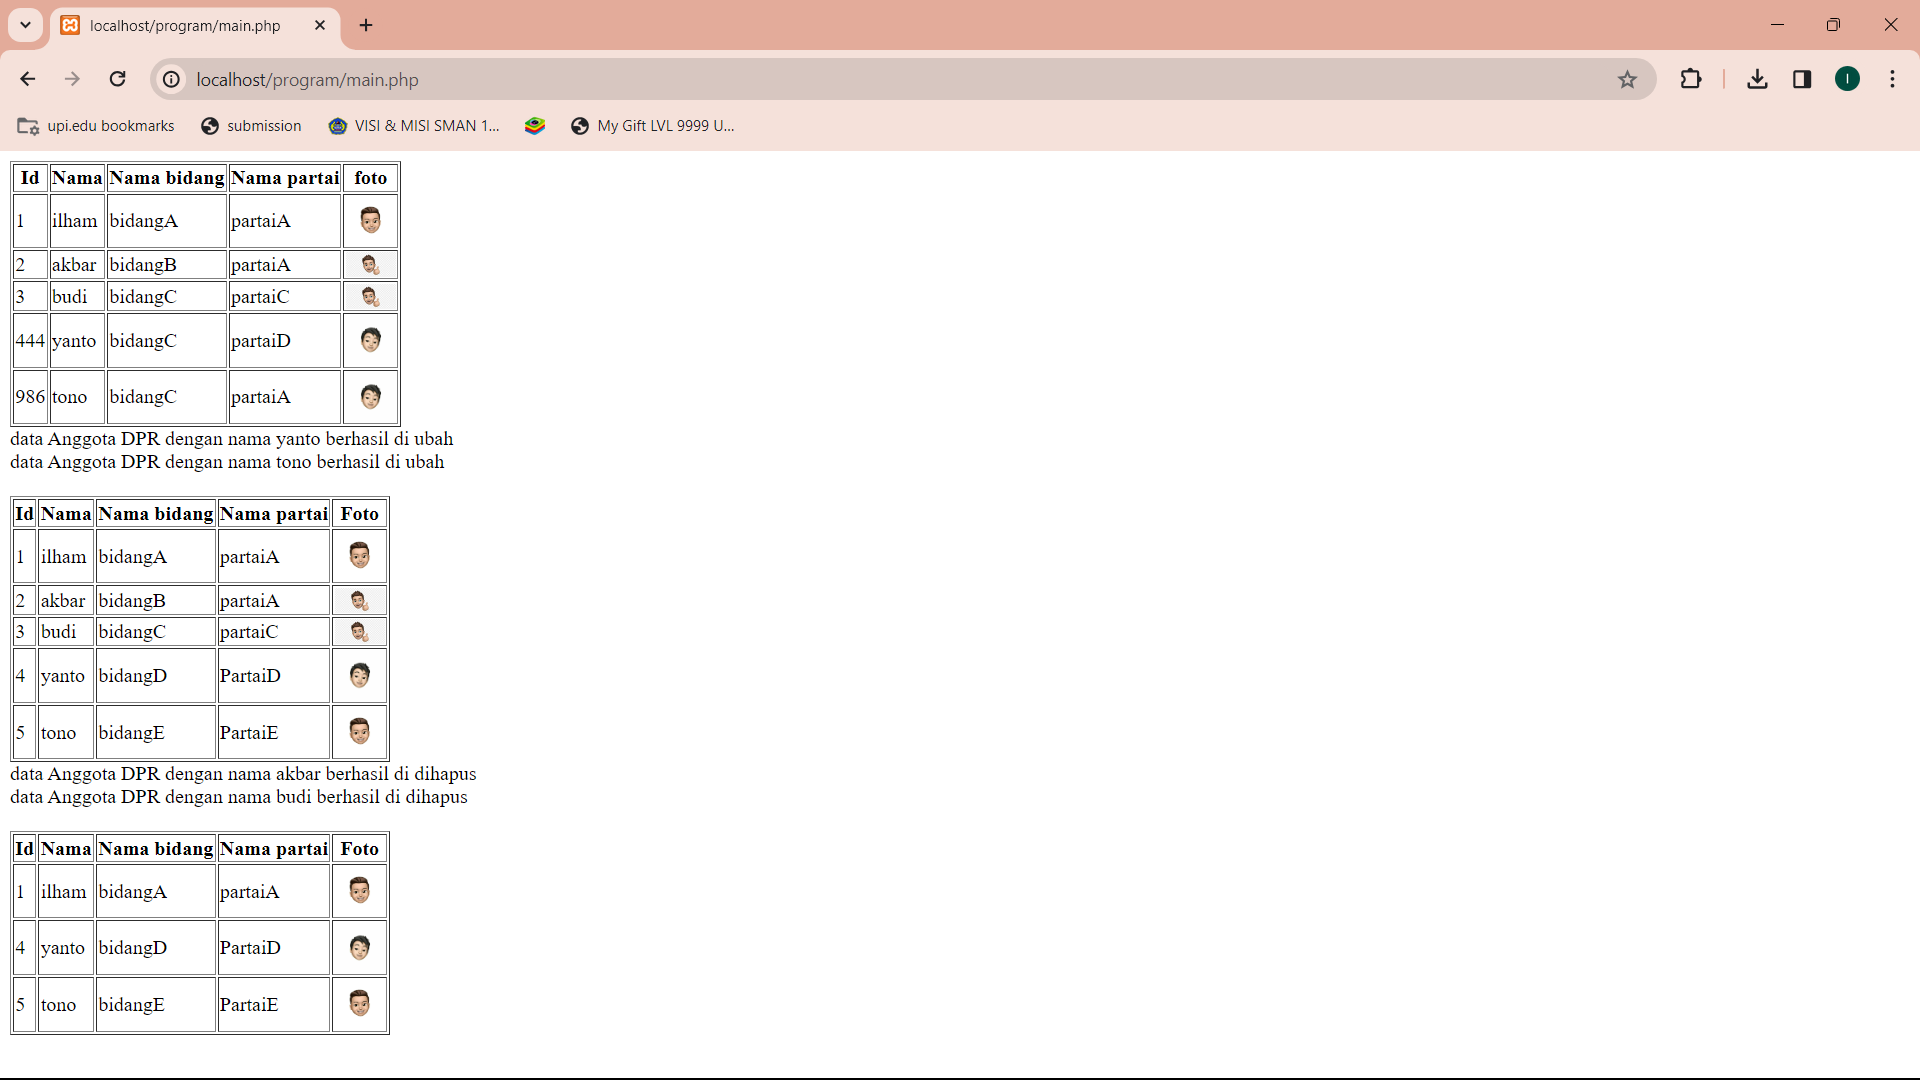 localhost/program/main.php
localhost/program/main.php
I
upi.edu bookmarks submission VISI & MISI SMAN 1... My Gift LVL 9999 U...
Id Nama Nama bidang Nama partai foto
1 ilham bidangA partaiA
2 akbar bidangB partaiA
3 budi bidangC partaiC
444 yanto bidangC partaiD
986 tono bidangC partaiA
data Anggota DPR dengan nama yanto berhasil di ubah
data Anggota DPR dengan nama tono berhasil di ubah
Id Nama Nama bidang Nama partai Foto
1 ilham bidangA partaiA
2 akbar bidangB partaiA
3 budi bidangC partaiC
4 yanto bidangD PartaiD
5 tono bidangE PartaiE
data Anggota DPR dengan nama akbar berhasil di dihapus
data Anggota DPR dengan nama budi berhasil di dihapus
Id Nama Nama bidang Nama partai Foto
1 ilham bidangA partaiA
4 yanto bidangD PartaiD
5 tono bidangE PartaiE